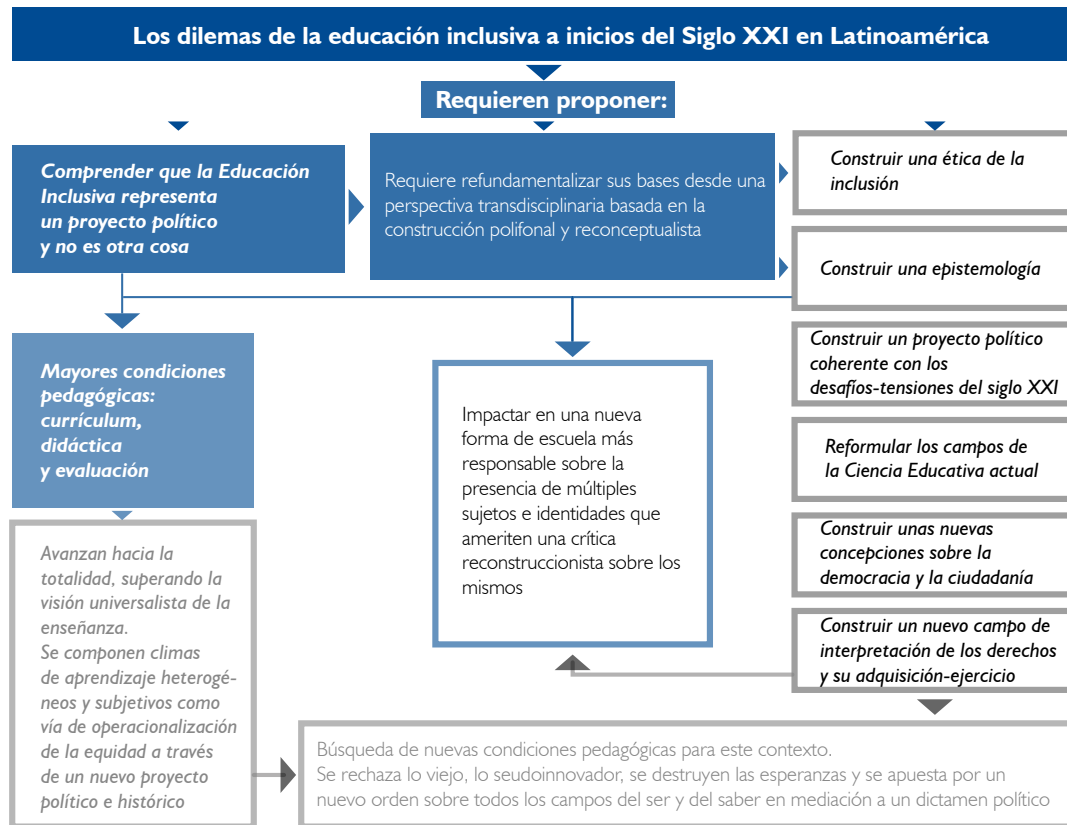 Los dilemas de la educación inclusiva a inicios del Siglo XXI en Latinoamérica
Requieren proponer:
Comprender que la Educación
Inclusiva representa
un proyecto político
y no es otra cosa
Requiere refundamentalizar sus bases desde una
perspectiva transdisciplinaria basada en la
construcción polifonal y reconceptualista
Construir una ética de la
inclusión
Construir una epistemología
Construir un proyecto político
coherente con los
desafíos-tensiones del siglo XXI
Reformular los campos de
la Ciencia Educativa actual
Construir unas nuevas
concepciones sobre la
democracia y la ciudadanía
Construir un nuevo campo de
interpretación de los derechos
y su adquisición-ejercicio
Mayores condiciones
pedagógicas:
currículum,
didáctica
y evaluación
Impactar en una nueva
forma de escuela más
responsable sobre la
presencia de múltiples
sujetos e identidades que
ameriten una crítica
reconstruccionista sobre los
mismos
Avanzan hacia la
totalidad, superando la
visión universalista de la
enseñanza.
Se componen climas
de aprendizaje heterogé-
neos y subjetivos como
vía de operacionalización
de la equidad a través
de un nuevo proyecto
político e histórico
Búsqueda de nuevas condiciones pedagógicas para este contexto.
Se rechaza lo viejo, lo seudoinnovador, se destruyen las esperanzas y se apuesta por un
nuevo orden sobre todos los campos del ser y del saber en mediación a un dictamen político